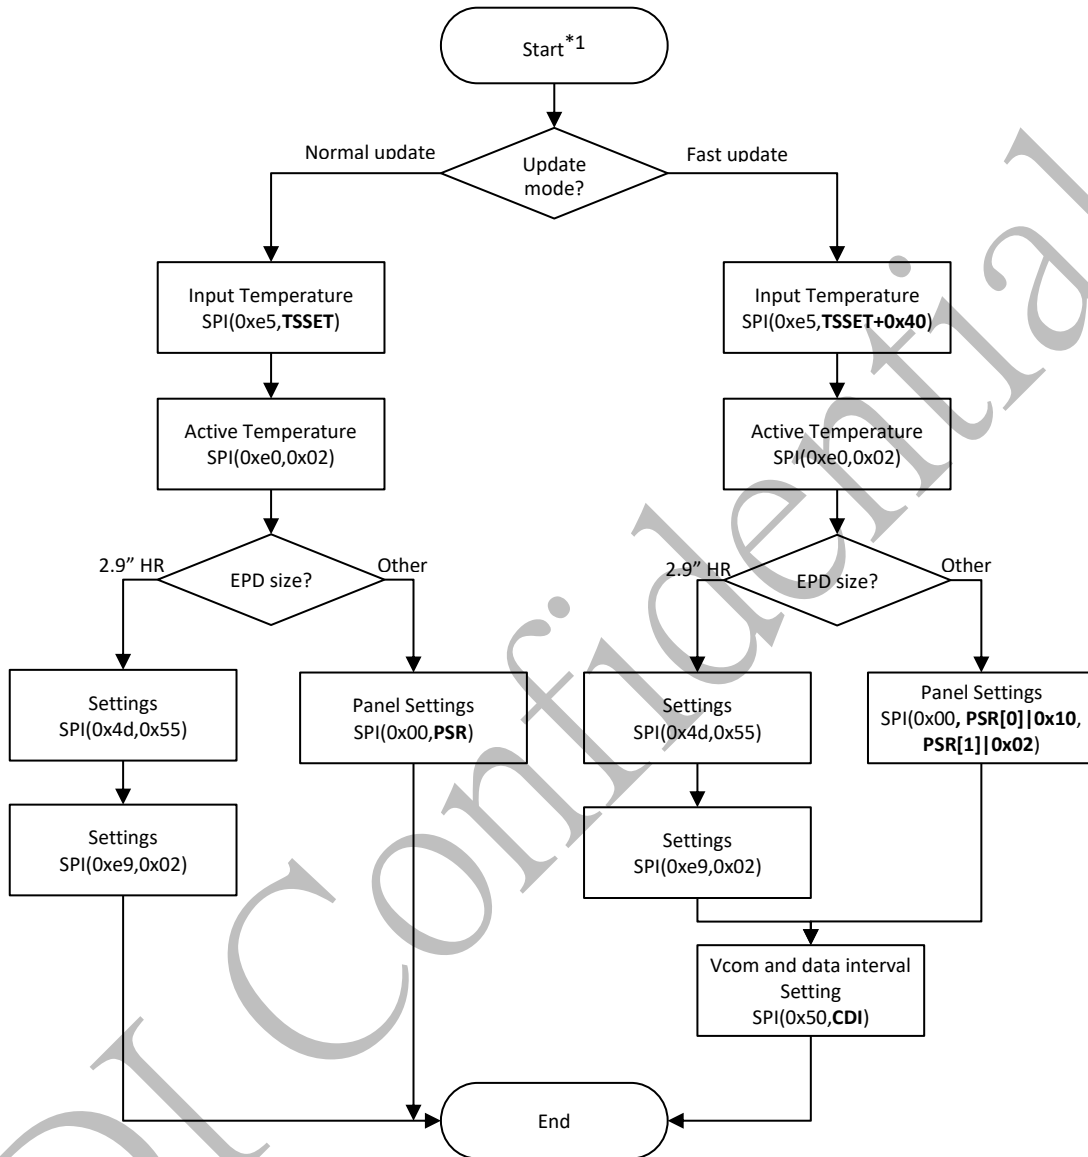 Start*1
Normal update
Update
mode?
Fast update
Input Temperature
SPI(0xe5,TSSET)
Input Temperature
SPI(0xe5,TSSET+0x40)
Active Temperature
SPI(0xe0,0x02)
Active Temperature
SPI(0xe0,0x02)
2.9” HR
EPD size?
Other
2.9” HR
EPD size?
Other
Settings
SPI(0x4d,0x55)
Panel Settings
SPI(0x00,PSR)
Settings
SPI(0x4d,0x55)
Panel Settings
SPI(0x00, PSR[0]|0x10,
PSR[1]|0x02)
Settings
SPI(0xe9,0x02)
Settings
SPI(0xe9,0x02)
Vcom and data interval
Setting
SPI(0x50,CDI)
End
DI Confidential